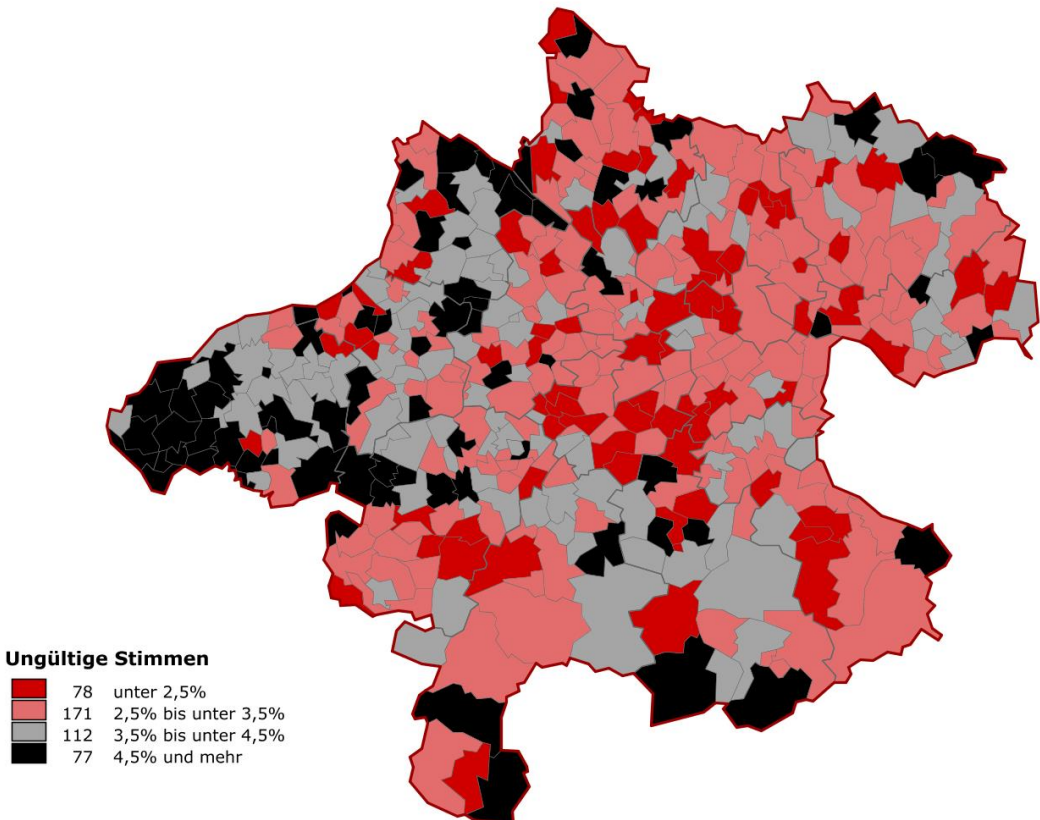 Ungültige Stimmen
78 unter 2,5%
171 2,5% bis unter 3,5%
112 3,5% bis unter 4,5%
77 4,5% und mehr